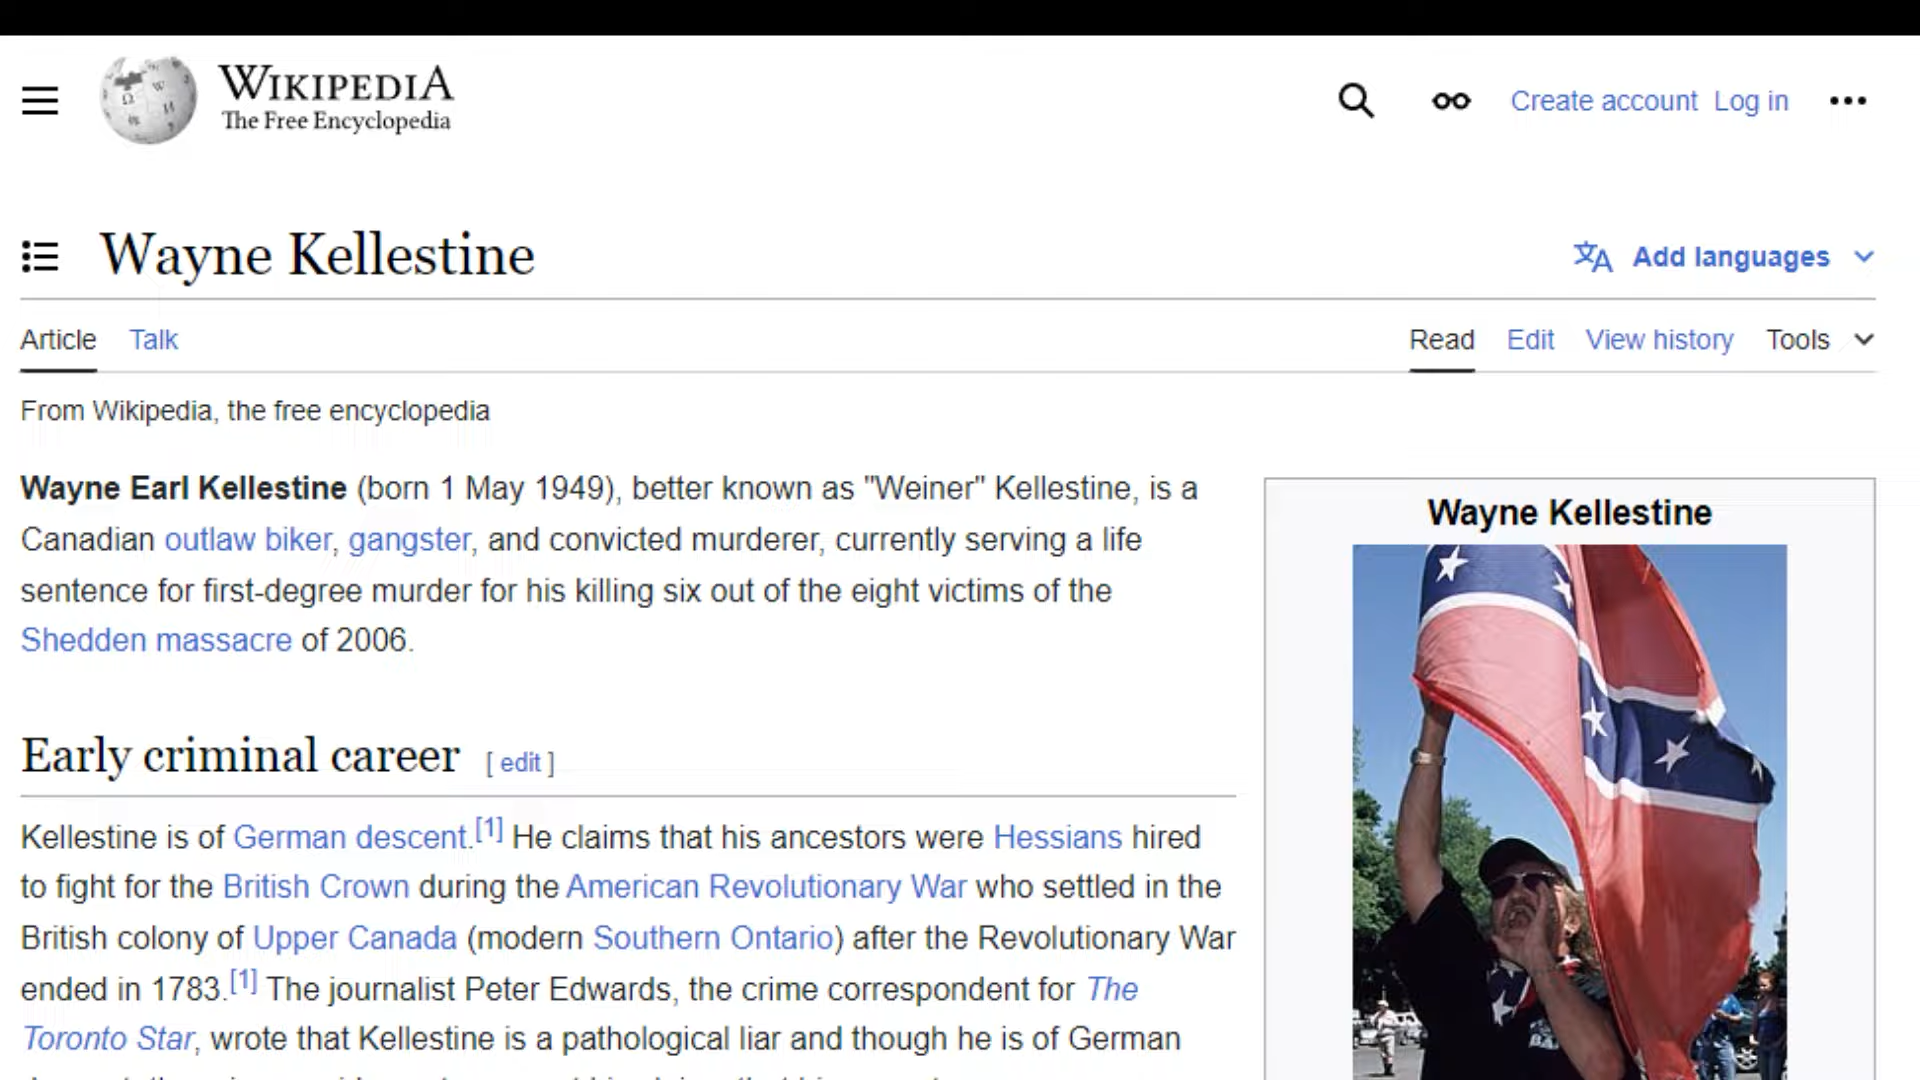 WIKIPEDIA
The Free Encyclopedia
Create account Log in
Wayne Kellestine
Add languages
Article Talk
Read Edit View history Tools
From Wikipedia, the free encyclopedia
Wayne Earl Kellestine (born 1 May 1949), better known as "Weiner" Kellestine, is a
Canadian outlaw biker, gangster, and convicted murderer, currently serving a life
sentence for first-degree murder for his killing six out of the eight victims of the
Shedden massacre of 2006.
Wayne Kellestine
Early criminal career [ edit ]
Kellestine is of German descent.[1] He claims that his ancestors were Hessians hired
to fight for the British Crown during the American Revolutionary War who settled in the
British colony of Upper Canada (modern Southern Ontario) after the Revolutionary War
ended in 1783.[1] The journalist Peter Edwards, the crime correspondent for The
Toronto Star, wrote that Kellestine is a pathological liar and though he is of German